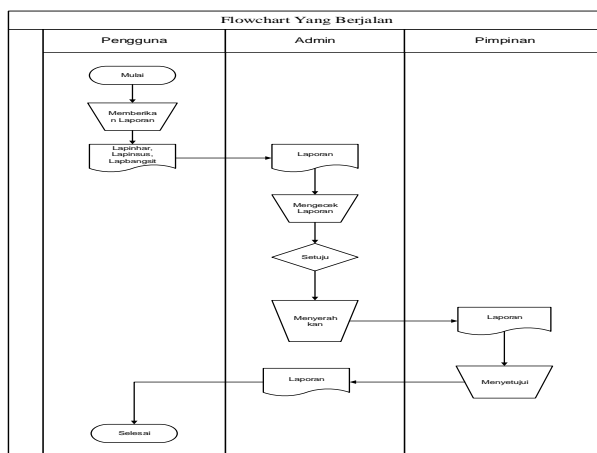 Flowchart Yang Berjalan
Pengguna
Admin
Pimpinan
Mulai
Memberika
n Laporan
Lapinhar,
Lapinsus,
Lapbangsit
Laporan
Mengecek
Laporan
Setuju
Menyerah
kan
Laporan
Menyetujui
Laporan
Selesai